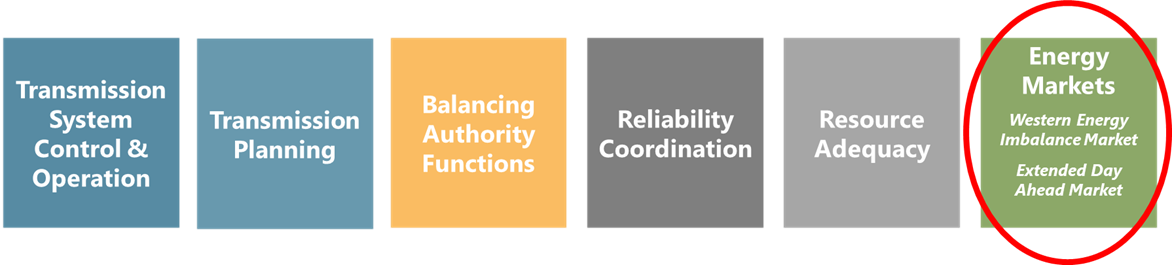 Transmission
System
Control &
Operation
Transmission
Planning
Balancing
Authority
Functions
Reliability
Coordination
Resource
Adequacy
Energy
Markets
Western Energy
Imbalance Market
Extended Day
Ahead Market